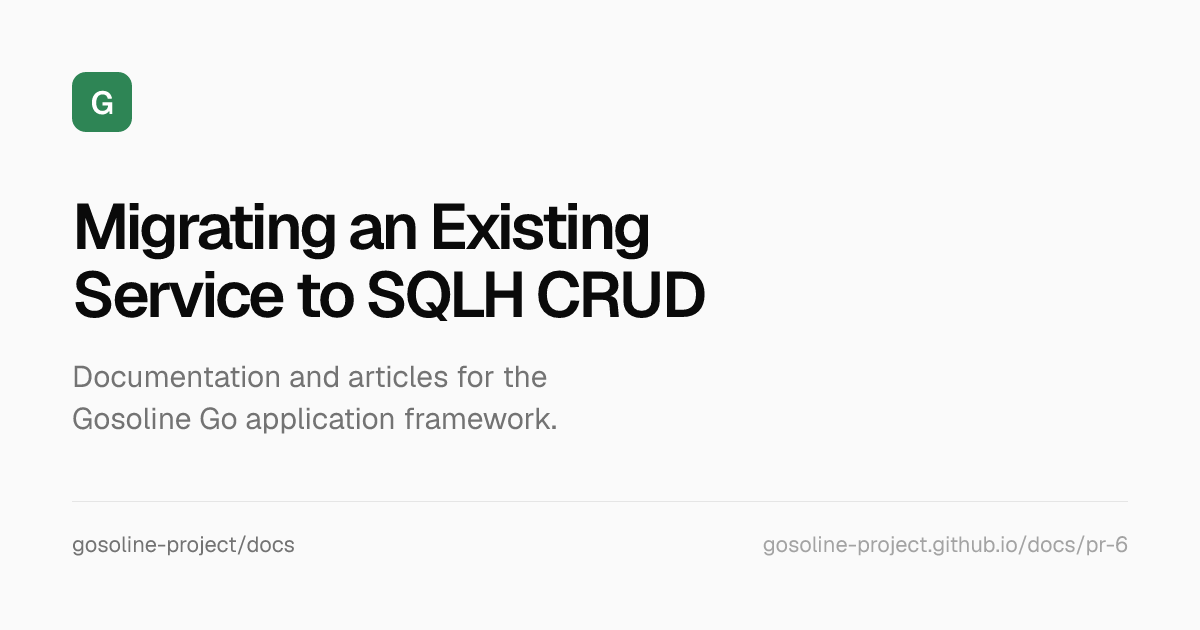 G
Migrating an Existing
Service to SQLH CRUD
Documentation and articles for the
Gosoline Go application framework.
gosoline-project/docs
gosoline-project.github.io/docs/pr-6